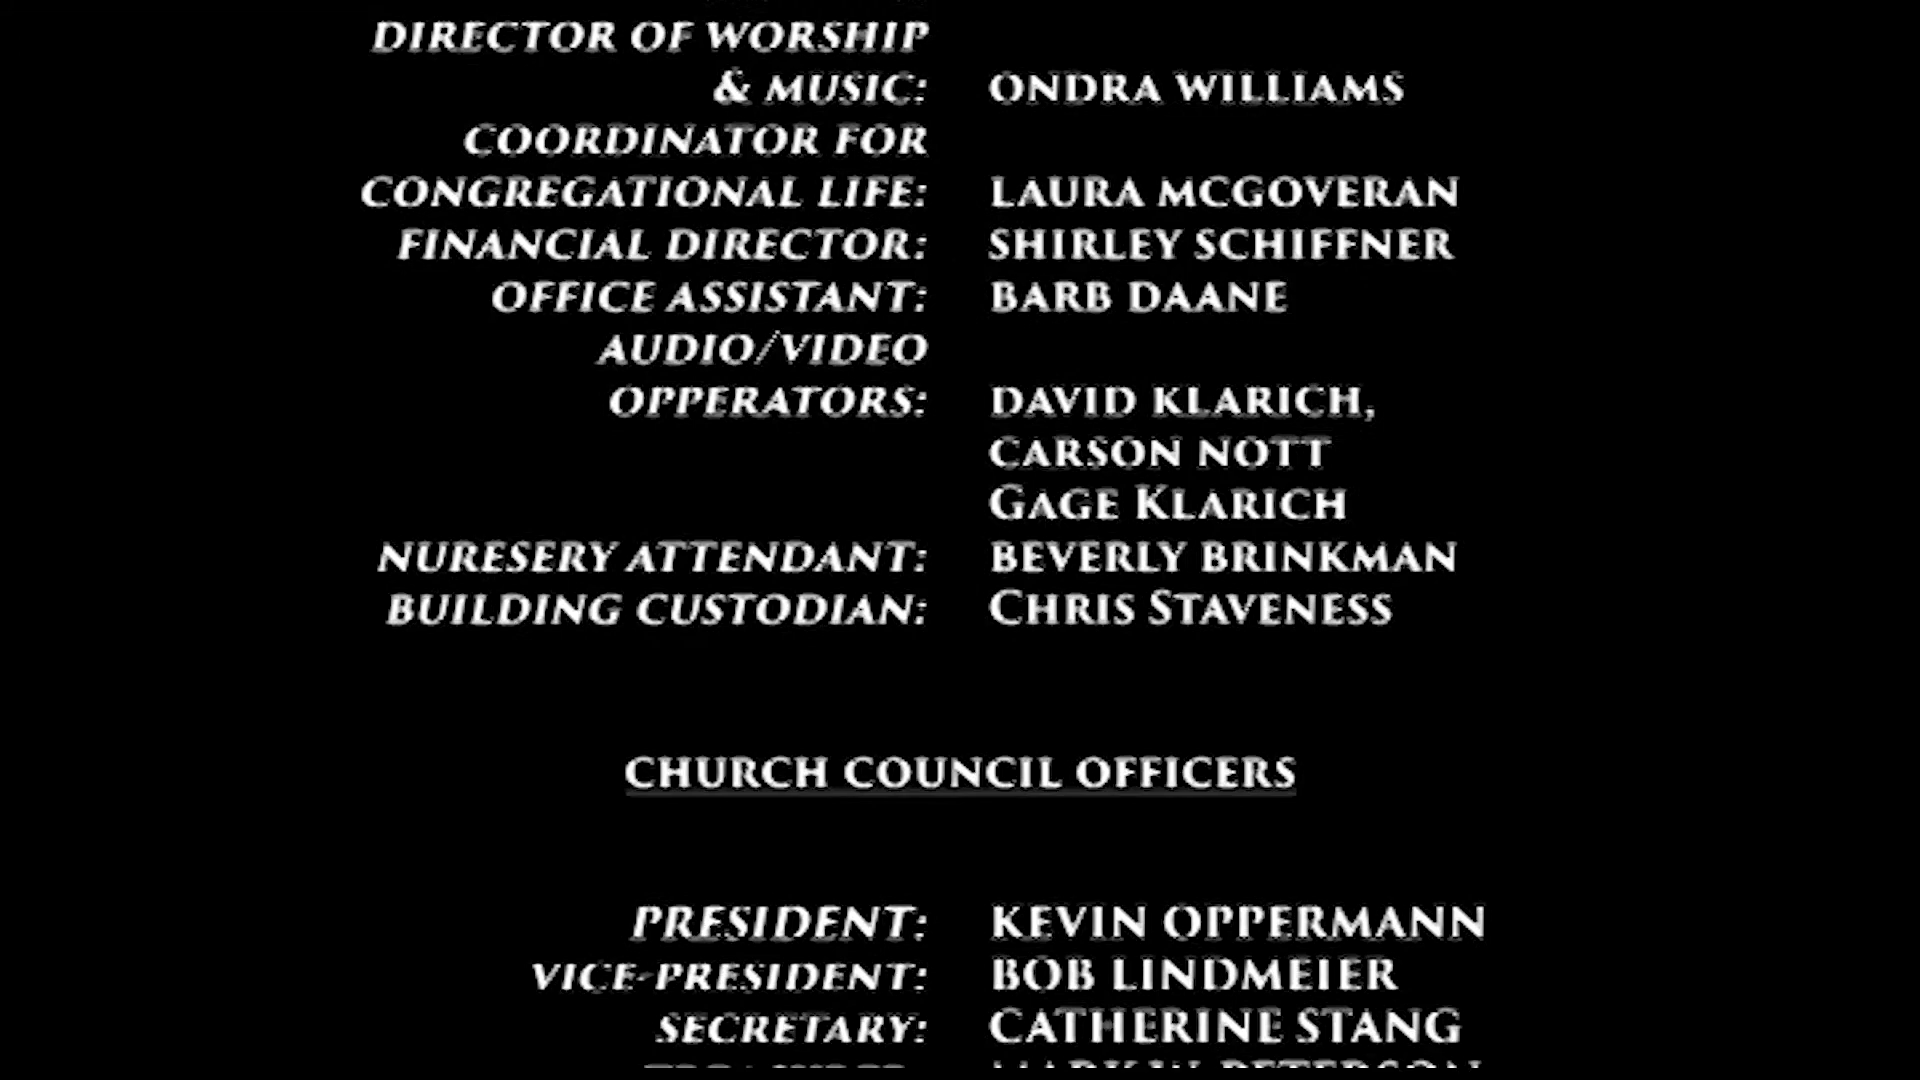 DIRECTOR OF WORSHIP
& MUSIC: ONDRA WILLIAMS
COORDINATOR FOR
CONGREGATIONAL LIFE: LAURA MCGOVERAN
FINANCIAL DIRECTOR: SHIRLEY SCHIFFNER
OFFICE ASSISTANT: BARB DAANE
AUDIO/VIDEO
OPPERATORS: DAVID KLARICH,
CARSON NOTT
GAGE KLARICH
NURESERY ATTENDANT: BEVERLY BRINKMAN
BUILDING CUSTODIAN: CHRIS STAVENESS
CHURCH COUNCIL OFFICERS
PRESIDENT: KEVIN OPPERMANN
VICE-PRESIDENT: BOB LINDMEIER
SECRETARY: CATHERINE STANG